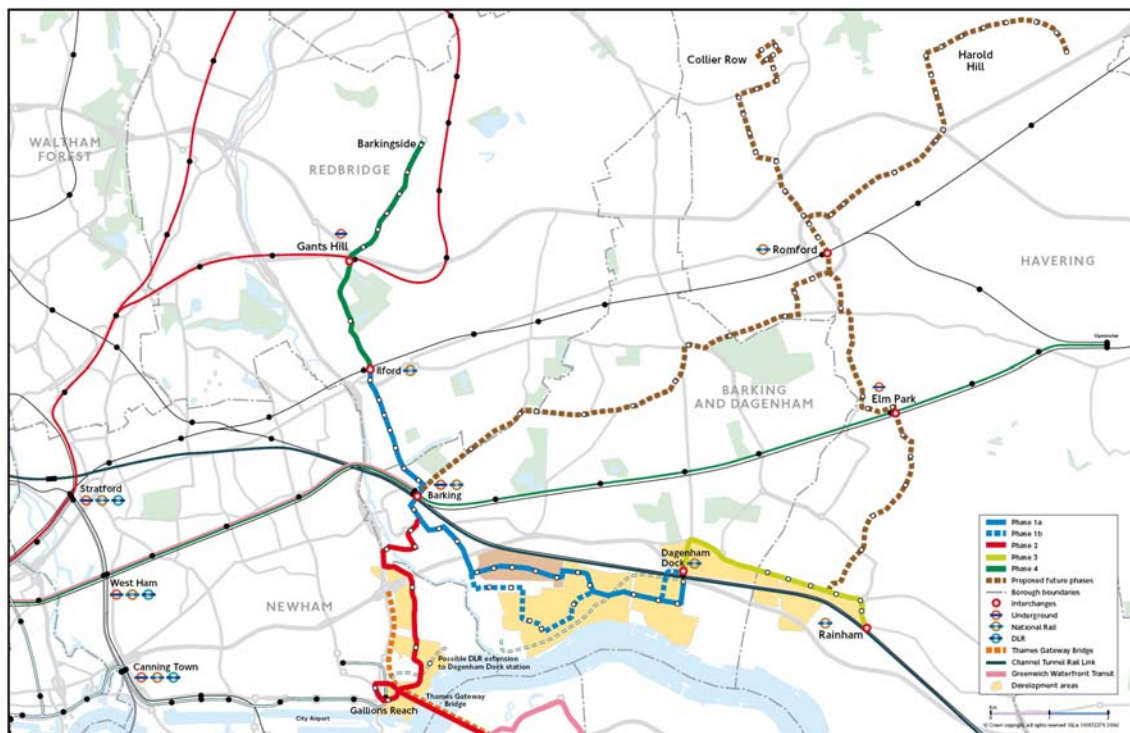 Collier Row
Harold
Hill
WALTHAM
FOREST
Barkingside
REDBRIDGE
Gants Hill
Romford
HAVERING
Upminster
Ilford
BARKING
AND DAGENHAM
Elm Park
Stratford
Barking
Dagenham
Dock
West Ham
NEWHAM
Rainham
Canning Town
Possible DLR extension
to Dagenham Dock station
Thames Gateway
Bridge
Gallions Reach
City Airport
Phase 1a
Phase 1b
Phase 2
Phase 3
Phase 4
Proposed future phases
Borough boundaries
Interchanges
Underground
National Rail
DLR
Thames Gateway Bridge
Channel Tunnel Rail Link
Greenwich Waterfront Transit
Development areas